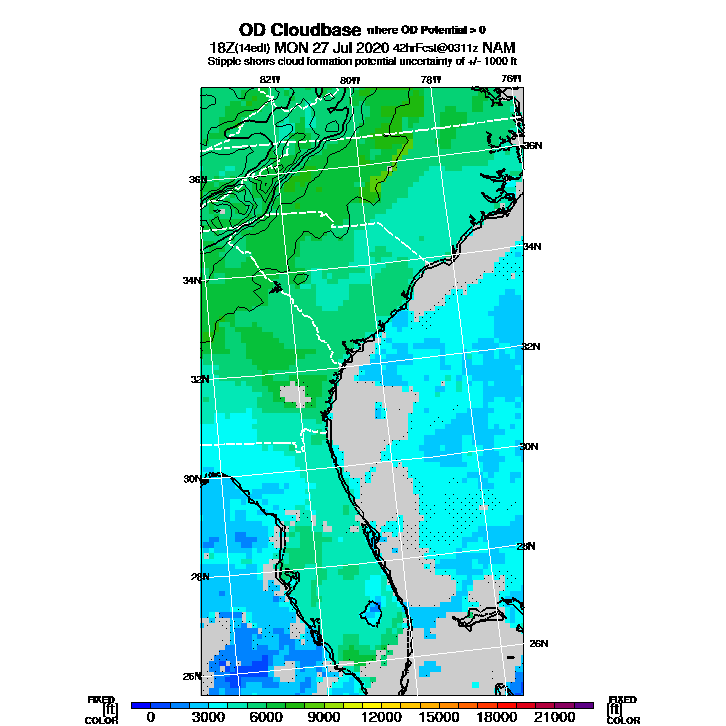 OD Cloudbase where OD Potential > 0
18Z(14edt) MON 27 Jul 2020 42hrFcst@0311z NAM
Stipple shows cloud formation potential uncertainty of +/- 1000 ft
82W 80W 78W 76W
36N 36N
34N 34N
32N 32N
30N 30N
28N 28N
26N 26N
FIXED FIXED
[ft] 0 3000 6000 9000 12000 15000 18000 21000 [ft]
COLOR COLOR